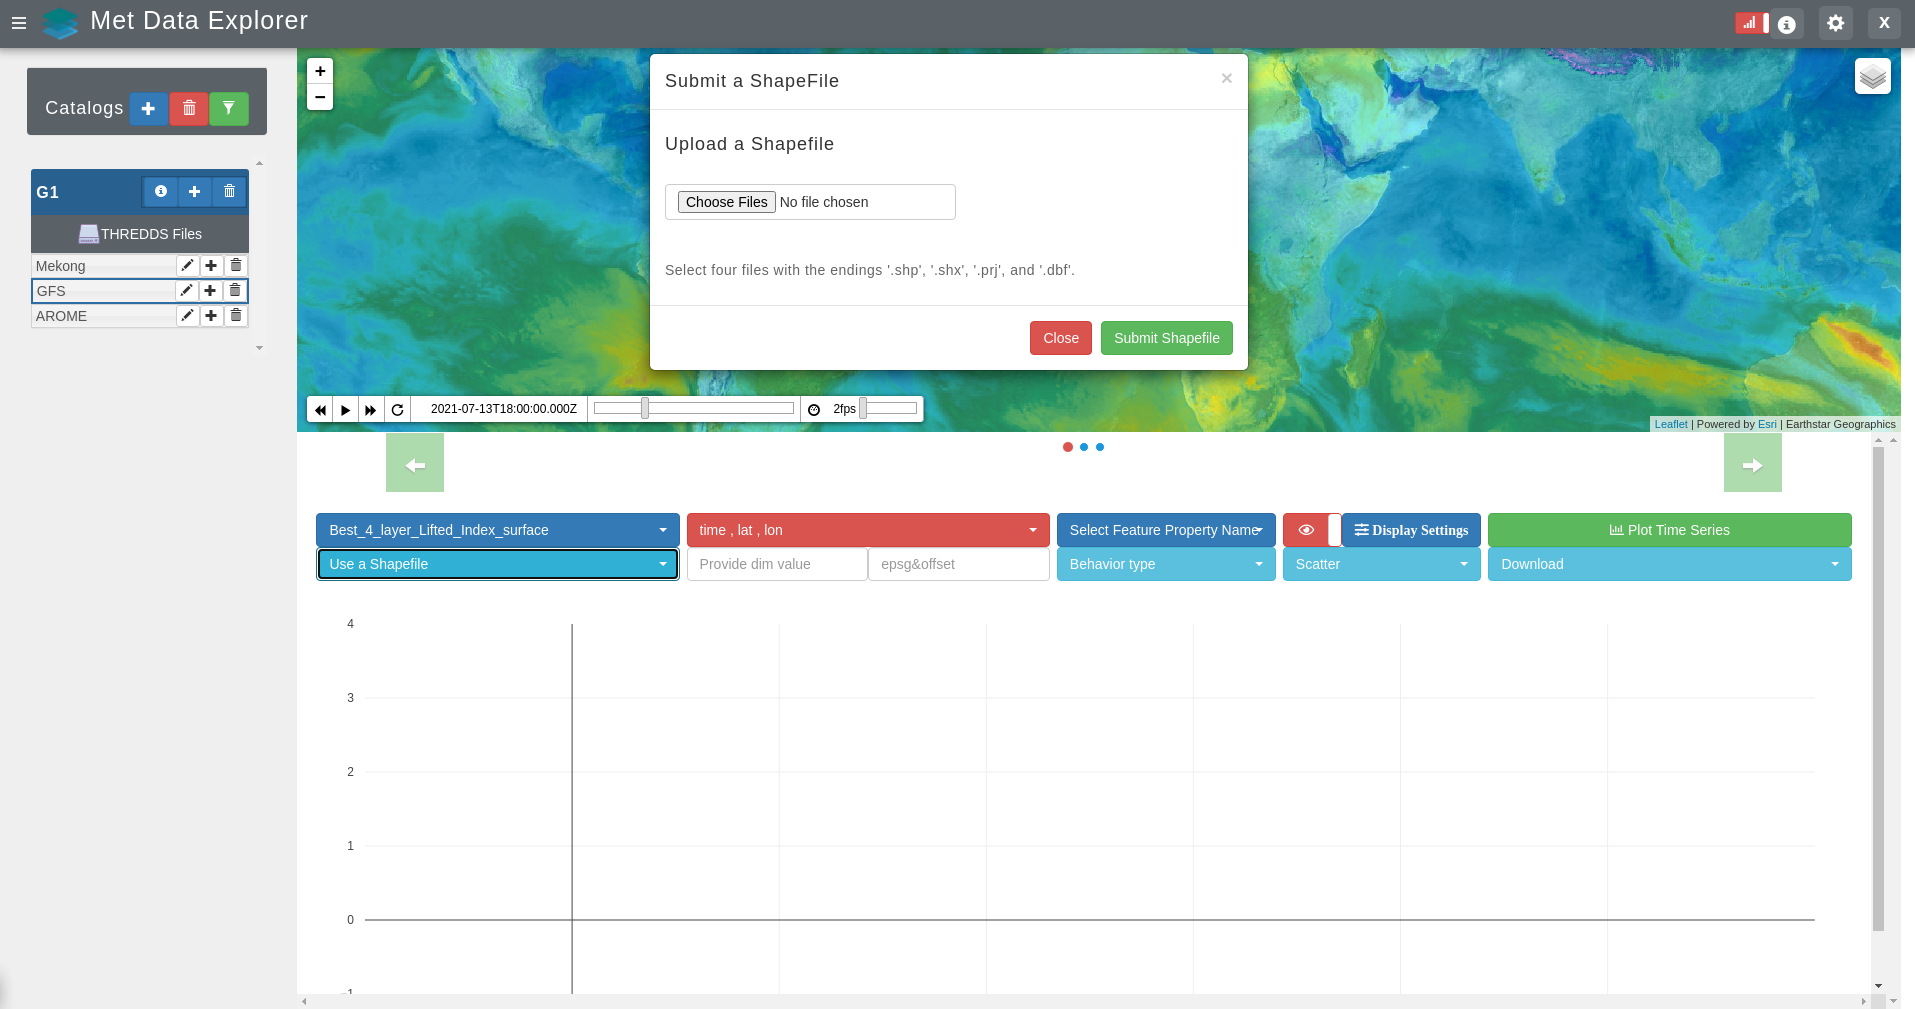 Met Data Explorer
X
Catalogs
G1
THREDDS Files
Mekong
GFS
AROME
+
−
Submit a ShapeFile
×
Upload a Shapefile
Choose Files No file chosen
Select four files with the endings '.shp', '.shx', '.prj', and '.dbf'.
Close
Submit Shapefile
2021-07-13T18:00:00.000Z
2fps
Leaflet | Powered by Esri | Earthstar Geographics
Best_4_layer_Lifted_Index_surface
time , lat , lon
Select Feature Property Name
Display Settings
Plot Time Series
Use a Shapefile
Provide dim value
epsg&offset
Behavior type
Scatter
Download
4
3
2
1
0
−1